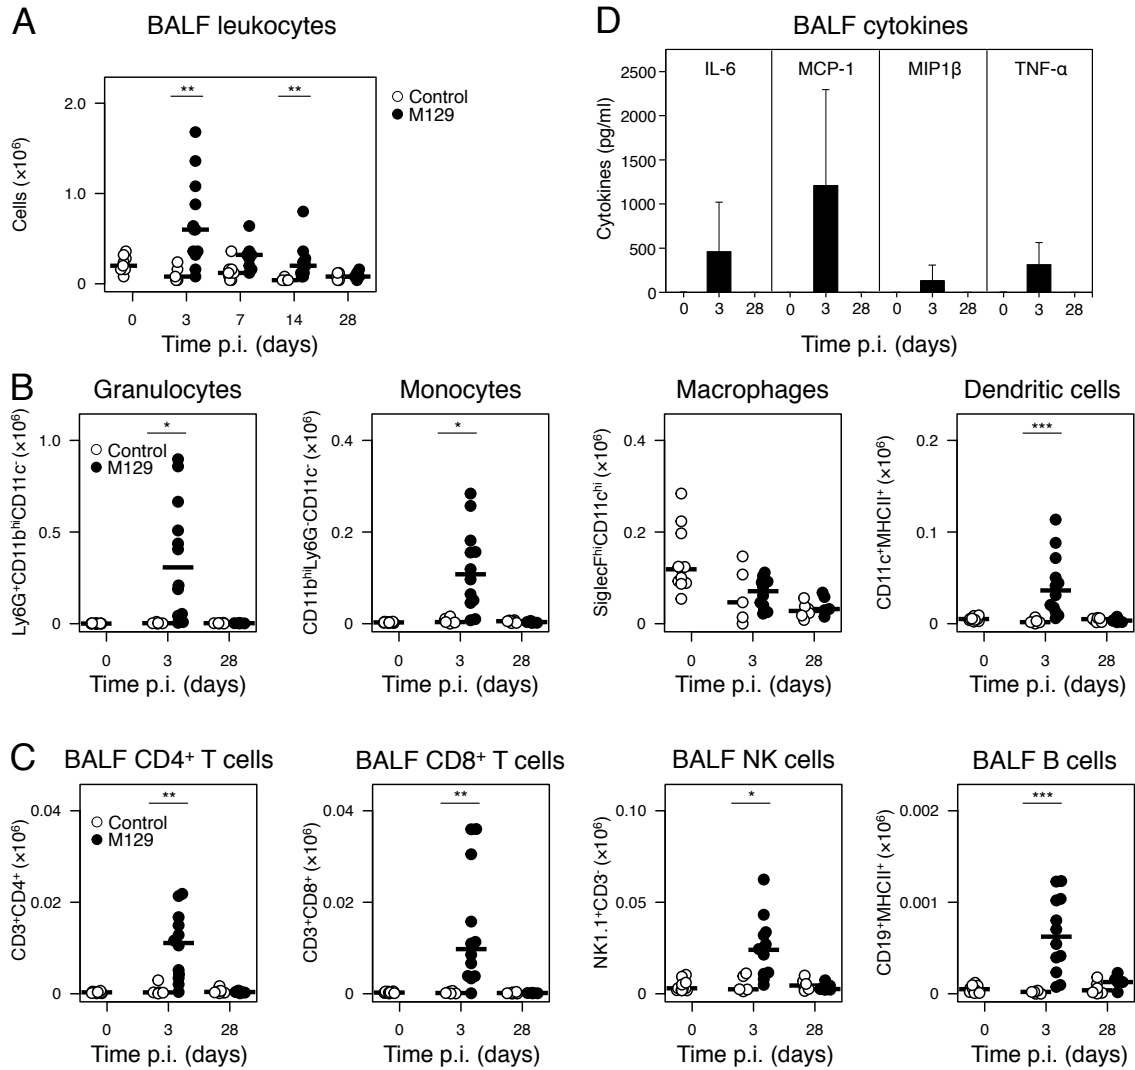 A
BALF leukocytes
Cells (×10⁶)
2.0
1.0
0
**
**
Control
M129
0 3 7 14 28
Time p.i. (days)
D
BALF cytokines
Cytokines (pg/ml)
2500
2000
1500
1000
500
0
IL-6 MCP-1 MIP1β TNF-α
0 3 28 0 3 28 0 3 28 0 3 28
Time p.i. (days)
B
Granulocytes
Ly6G⁺CD11bʰⁱCD11c⁻ (×10⁶)
1.0
0.5
0
*
Control
M129
0 3 28
Time p.i. (days)
Monocytes
CD11bʰⁱLy6G⁻CD11c⁻ (×10⁶)
0.4
0.2
0
*
0 3 28
Time p.i. (days)
Macrophages
SiglecFʰⁱCD11cʰⁱ (×10⁶)
0.4
0.2
0
0 3 28
Time p.i. (days)
Dendritic cells
CD11c⁺MHCII⁺ (×10⁶)
0.2
0.1
0
***
0 3 28
Time p.i. (days)
C
BALF CD4⁺ T cells
CD3⁺CD4⁺ (×10⁶)
0.04
0.02
0
**
Control
M129
0 3 28
Time p.i. (days)
BALF CD8⁺ T cells
CD3⁺CD8⁺ (×10⁶)
0.04
0.02
0
**
0 3 28
Time p.i. (days)
BALF NK cells
NK1.1⁺CD3⁻ (×10⁶)
0.10
0.05
0
*
0 3 28
Time p.i. (days)
BALF B cells
CD19⁺MHCII⁺ (×10⁶)
0.002
0.001
0
***
0 3 28
Time p.i. (days)